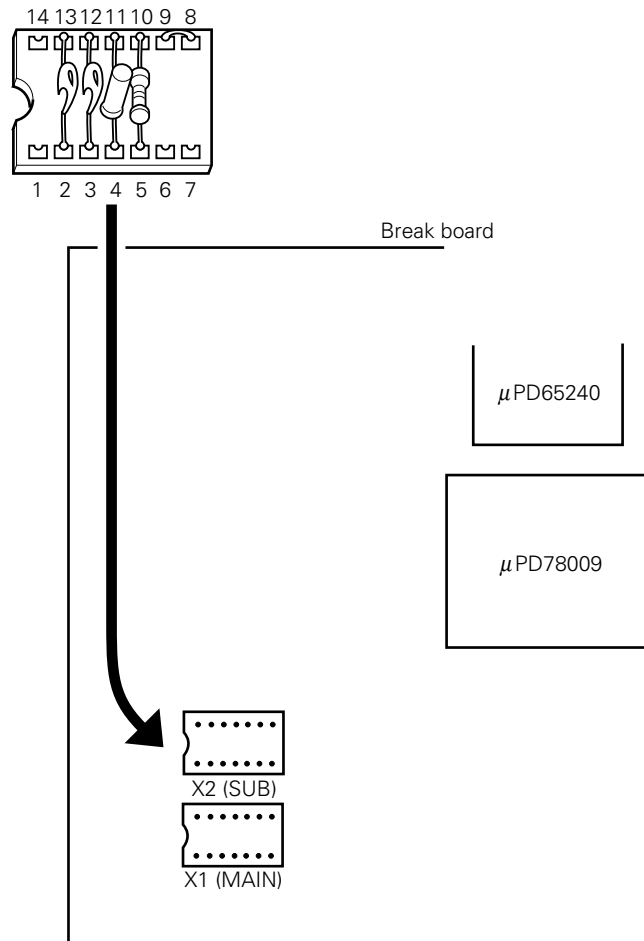 14 13 12 11 10 9 8
1 2 3 4 5 6 7
Break board
μPD65240
μPD78009
X2 (SUB)
X1 (MAIN)